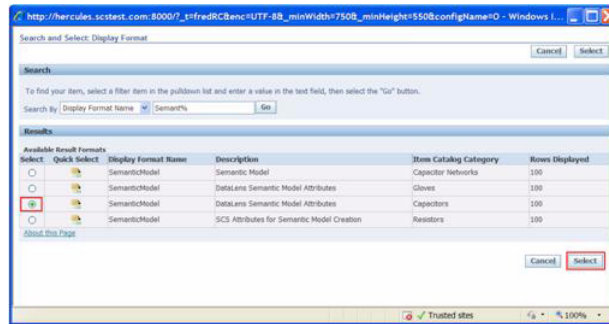 http://hercules.scstest.com:8000/?_t=fredRC&enc=UTF-8&_minWidth=750&_minHeight=550&configName=O - Windows I...
Search and Select: Display Format
Cancel Select
Search
To find your item, select a filter item in the pulldown list and enter a value in the text field, then select the "Go" button.
Search By Display Format Name Semant% Go
Results
Available Result Formats
Select Quick Select Display Format Name Description Item Catalog Category Rows Displayed
SemanticModel Semantic Model Capacitor Networks 100
SemanticModel DataLens Semantic Model Attributes Gloves 100
SemanticModel DataLens Semantic Model Attributes Capacitors 100
SemanticModel SCS Attributes for Semantic Model Creation Resistors 100
About this Page
Cancel Select
Trusted sites 100%